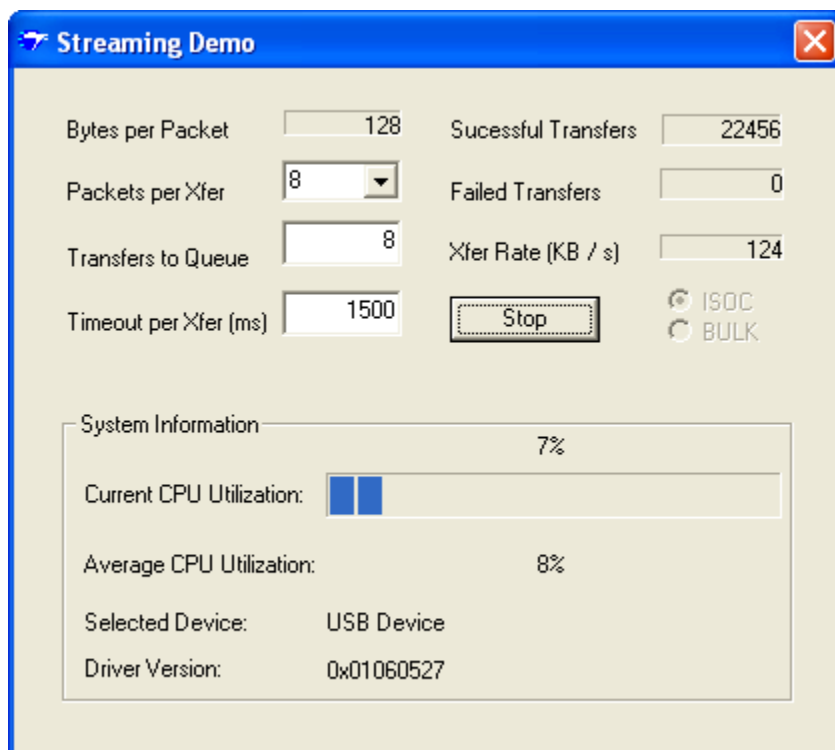 Streaming Demo
Bytes per Packet 128
Sucessful Transfers 22456
Packets per Xfer 8
Failed Transfers 0
Transfers to Queue 8
Xfer Rate (KB / s) 124
Timeout per Xfer (ms) 1500
Stop
ISOC
BULK
System Information
7%
Current CPU Utilization:
Average CPU Utilization: 8%
Selected Device: USB Device
Driver Version: 0x01060527